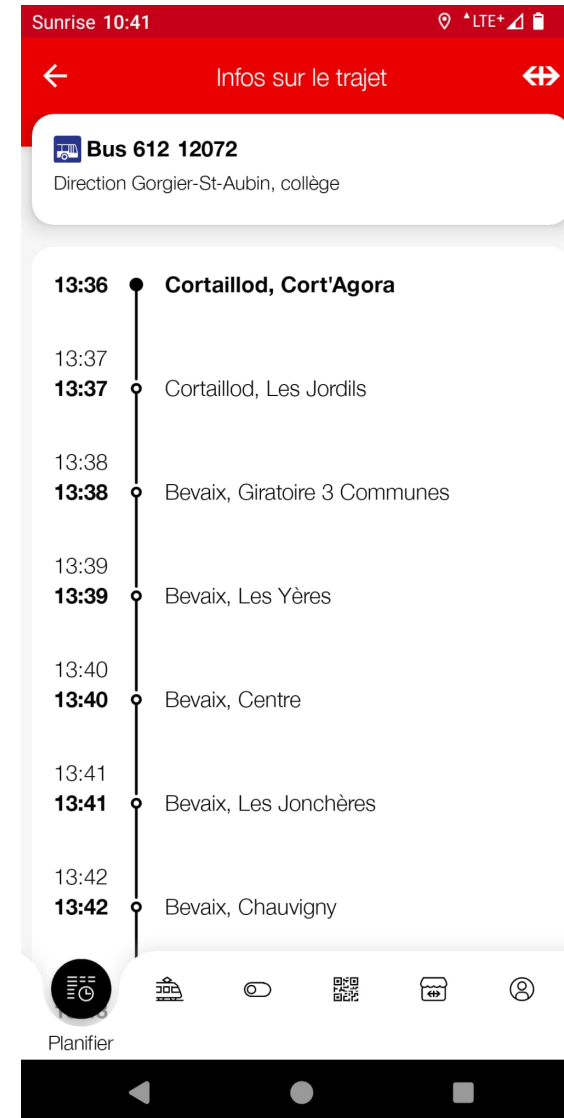 Sunrise 10:41
LTE+
Infos sur le trajet
Bus 612 12072
Direction Gorgier-St-Aubin, collège
13:36 Cortaillod, Cort'Agora
13:37
13:37 Cortaillod, Les Jordils
13:38
13:38 Bevaix, Giratoire 3 Communes
13:39
13:39 Bevaix, Les Yères
13:40
13:40 Bevaix, Centre
13:41
13:41 Bevaix, Les Jonchères
13:42
13:42 Bevaix, Chauvigny
Planifier